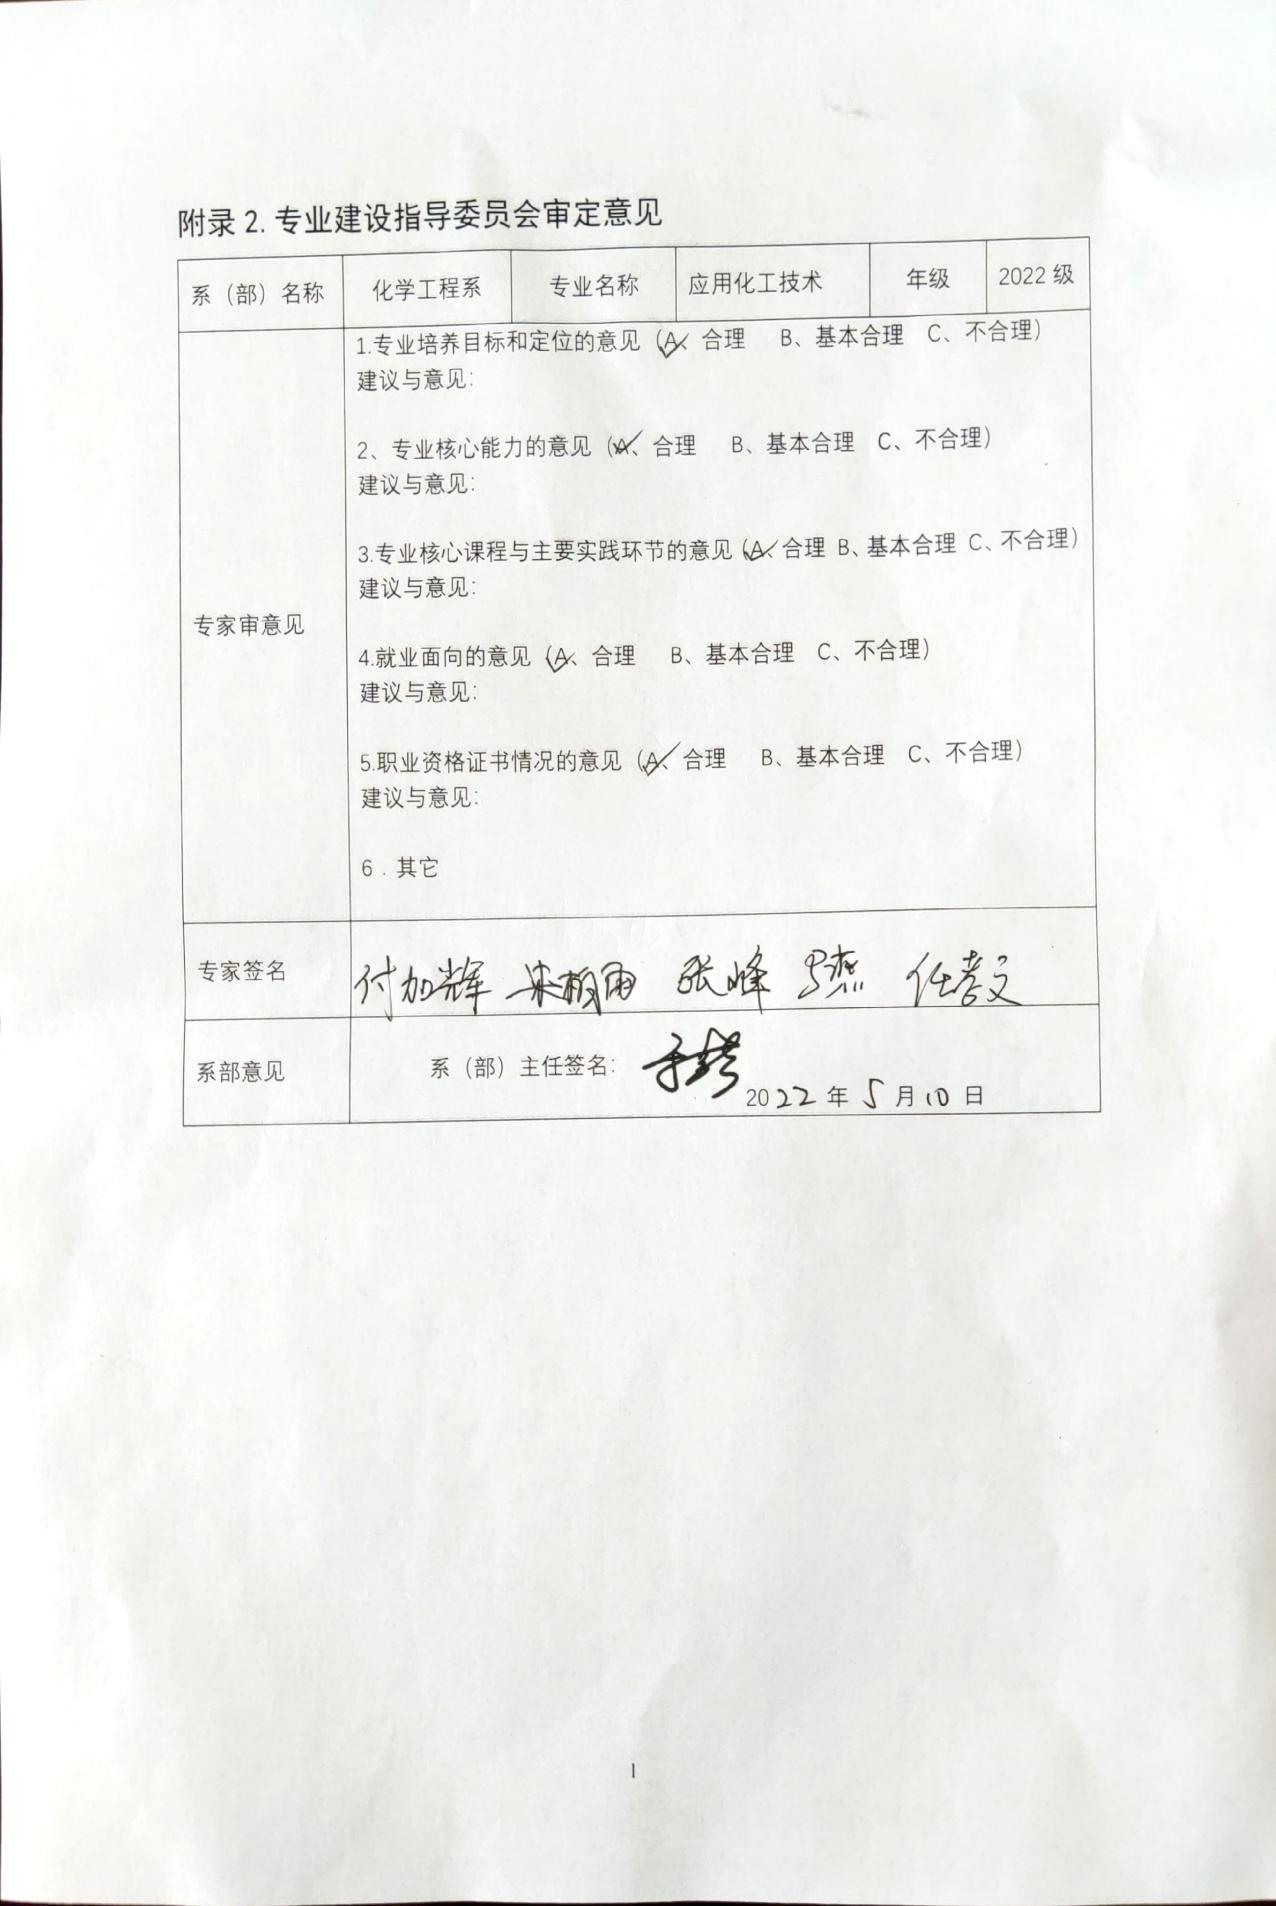 附录 2. 专业建设指导委员会审定意见
系（部）名称 化学工程系 专业名称 应用化工技术 年级 2022 级
1.专业培养目标和定位的意见（A、合理 B、基本合理 C、不合理）
建议与意见：
2、专业核心能力的意见（A、合理 B、基本合理 C、不合理）
建议与意见：
3.专业核心课程与主要实践环节的意见（A、合理 B、基本合理 C、不合理）
建议与意见：
专家审意见
4.就业面向的意见（A、合理 B、基本合理 C、不合理）
建议与意见：
5.职业资格证书情况的意见（A、合理 B、基本合理 C、不合理）
建议与意见：
6．其它
专家签名 付加辉 张峰
系部意见 系（部）主任签名：
2022 年 5 月 10 日
1